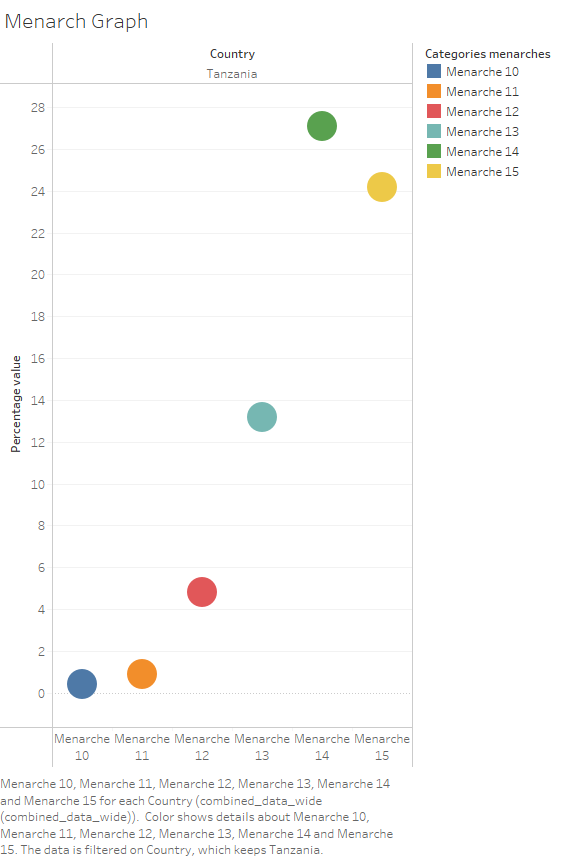 Menarch Graph
Country
Tanzania
Categories menarches
Menarche 10
Menarche 11
Menarche 12
Menarche 13
Menarche 14
Menarche 15
Percentage value
28
26
24
22
20
18
16
14
12
10
8
6
4
2
0
Menarche Menarche Menarche Menarche Menarche Menarche
10 11 12 13 14 15
Menarche 10, Menarche 11, Menarche 12, Menarche 13, Menarche 14
and Menarche 15 for each Country (combined_data_wide
(combined_data_wide)). Color shows details about Menarche 10,
Menarche 11, Menarche 12, Menarche 13, Menarche 14 and Menarche
15. The data is filtered on Country, which keeps Tanzania.